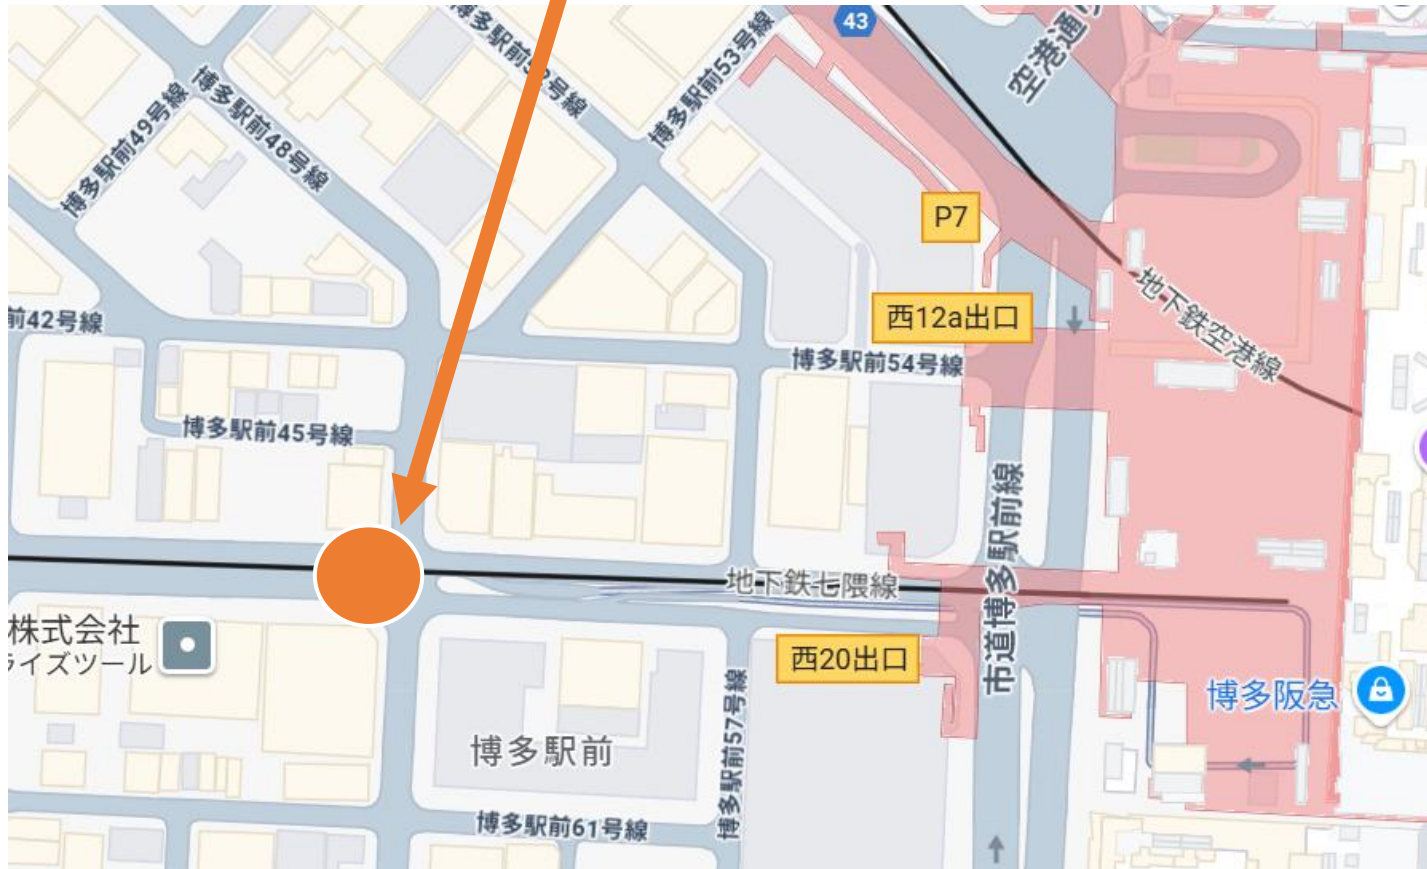 43
空港通り
博多駅前52号線
博多駅前53号線
博多駅前49号線
博多駅前48号線
P7
西12a出口
地下鉄空港線
前42号線
博多駅前54号線
博多駅前45号線
市道博多駅前線
地下鉄七隈線
株式会社
ライズツール
西20出口
博多阪急
博多駅前57号線
博多駅前
博多駅前61号線